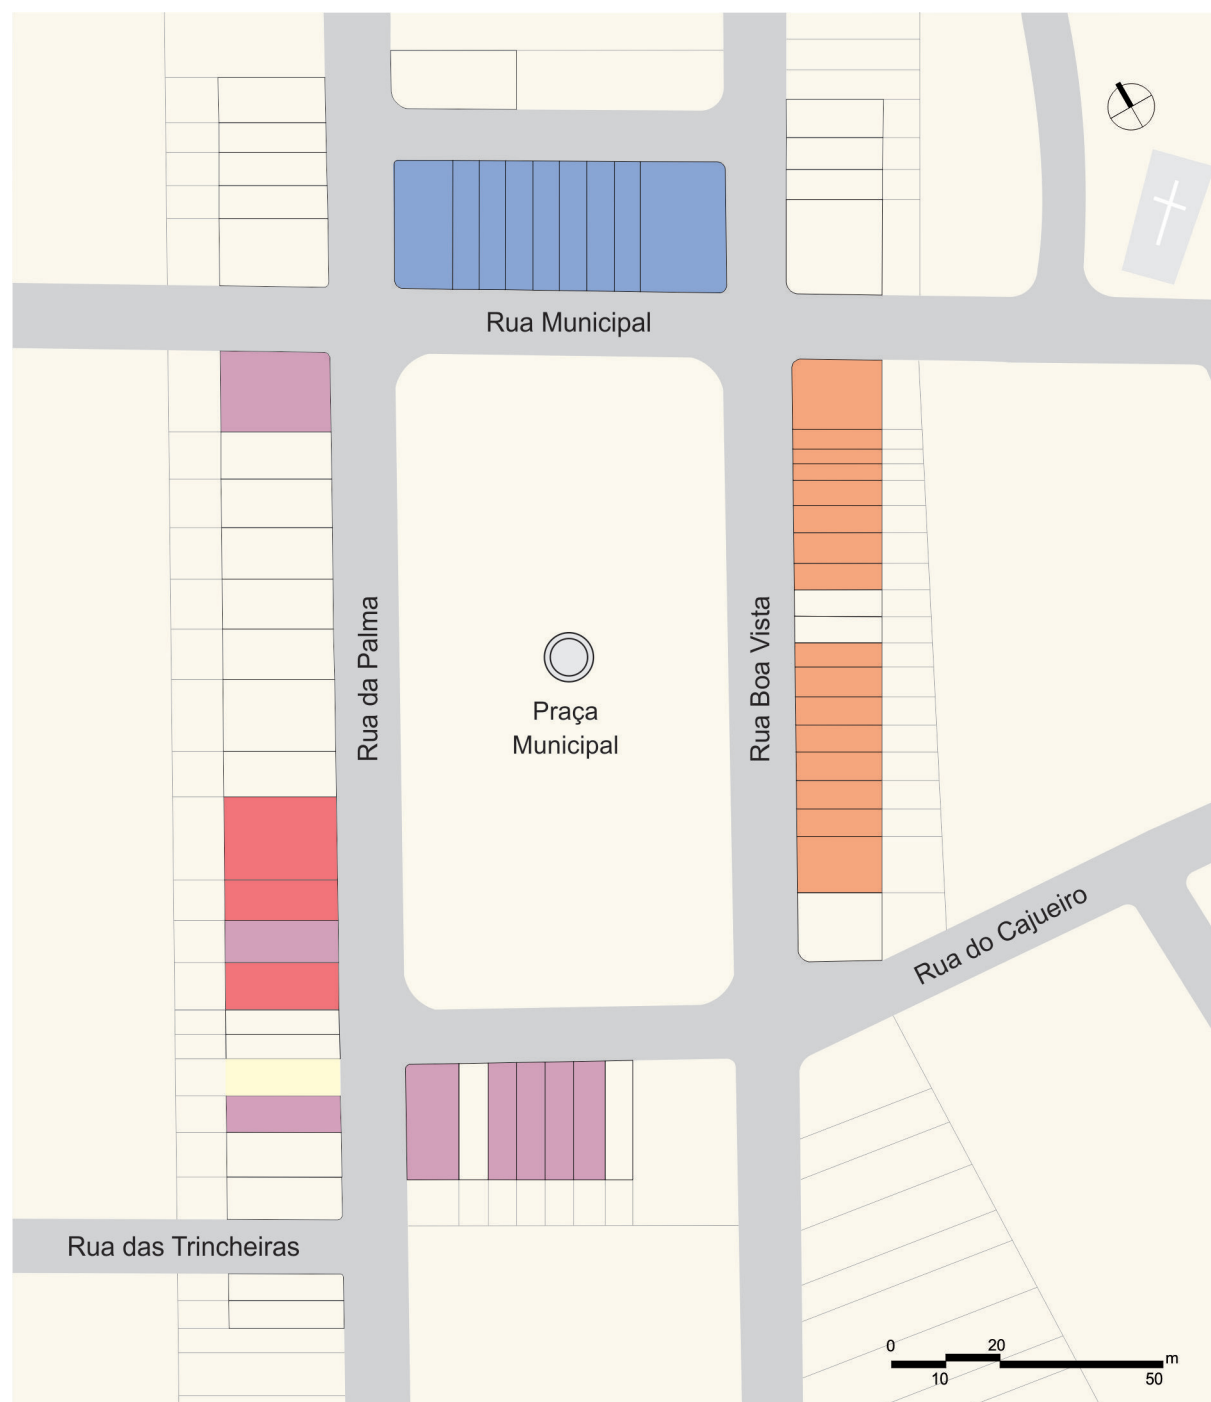 Rua Municipal
Rua da Palma
Rua Boa Vista
Praça
Municipal
Rua do Cajueiro
Rua das Trincheiras
0 20
m
10 50